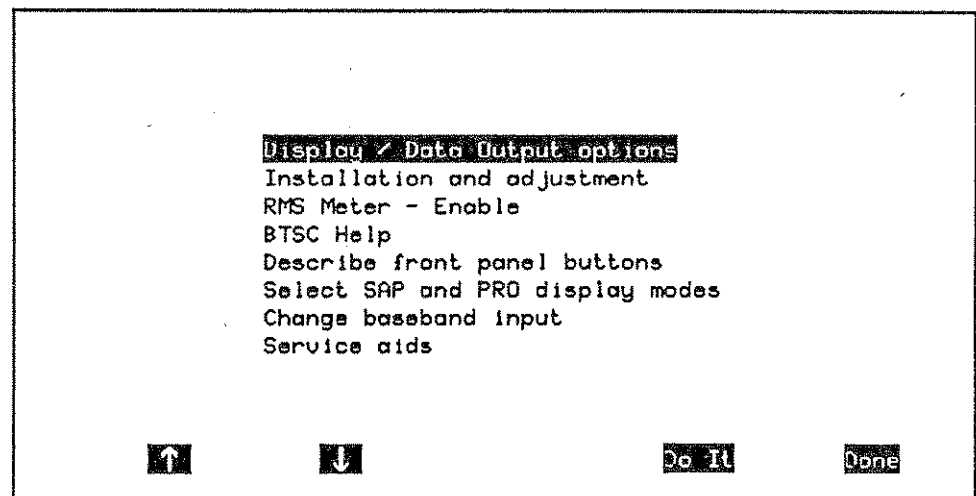 Display / Data Output options
Installation and adjustment
RMS Meter - Enable
BTSC Help
Describe front panel buttons
Select SAP and PRO display modes
Change baseband input
Service aids
↑ ↓ Do It Done